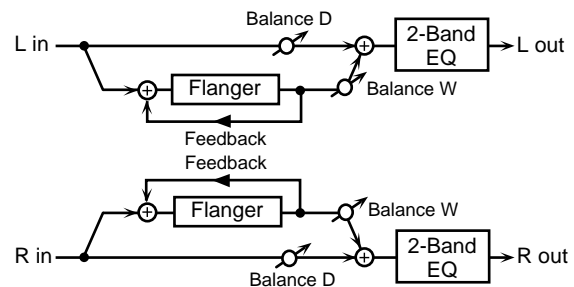 Balance D
L in
2-Band
EQ
L out
Flanger
Balance W
Feedback
Feedback
Flanger
Balance W
R in
2-Band
EQ
R out
Balance D